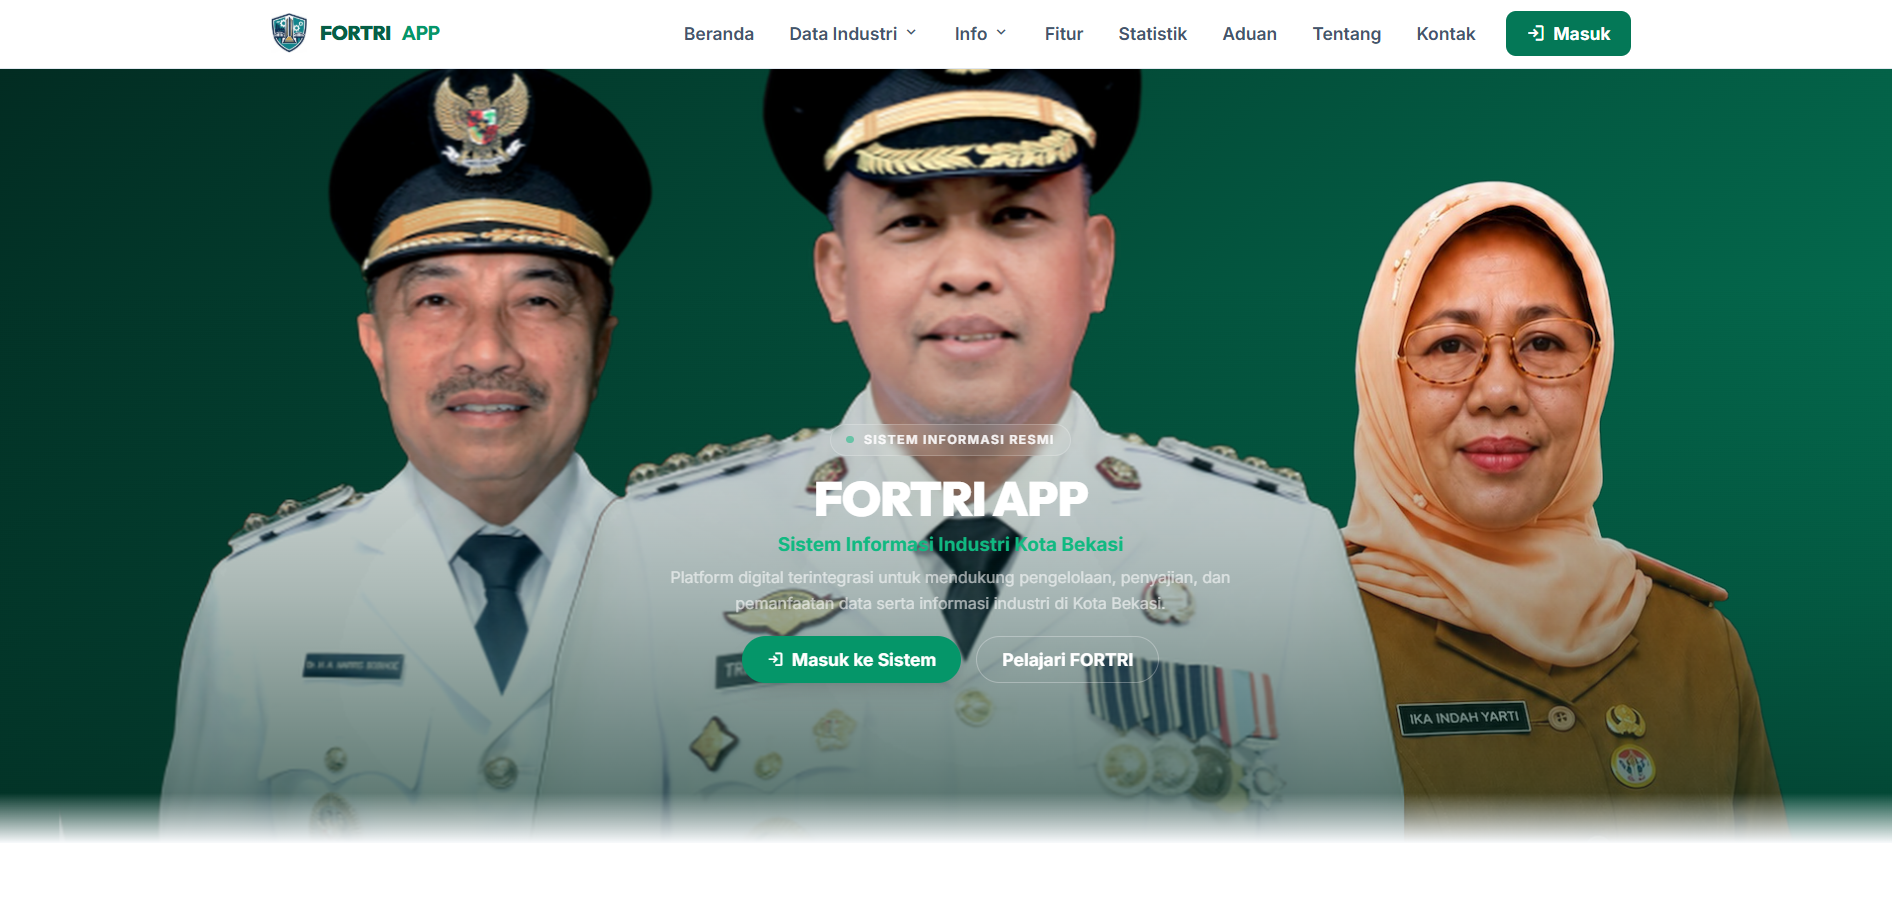 FORTRI APP
Beranda
Data Industri
Info
Fitur
Statistik
Aduan
Tentang
Kontak
Masuk
SISTEM INFORMASI RESMI
FORTRI APP
Sistem Informasi Industri Kota Bekasi
Platform digital terintegrasi untuk mendukung pengelolaan, penyajian, dan
pemanfaatan data serta informasi industri di Kota Bekasi.
Masuk ke Sistem
Pelajari FORTRI
IKA INDAH YARTI